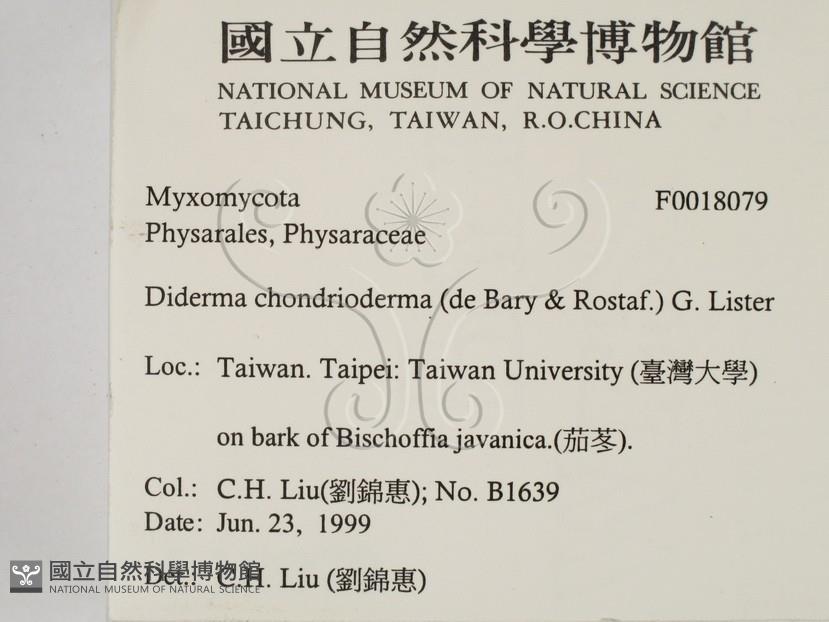 國立自然科學博物館
NATIONAL MUSEUM OF NATURAL SCIENCE
TAICHUNG, TAIWAN, R.O.CHINA
Myxomycota F0018079
Physarales, Physaraceae
Diderma chondrioderma (de Bary & Rostaf.) G. Lister
Loc.: Taiwan. Taipei: Taiwan University (臺灣大學)
on bark of Bischoffia javanica.(茄苳).
Col.: C.H. Liu(劉錦惠); No. B1639
Date: Jun. 23, 1999
Det.: C.H. Liu (劉錦惠)
國立自然科學博物館
NATIONAL MUSEUM OF NATURAL SCIENCE